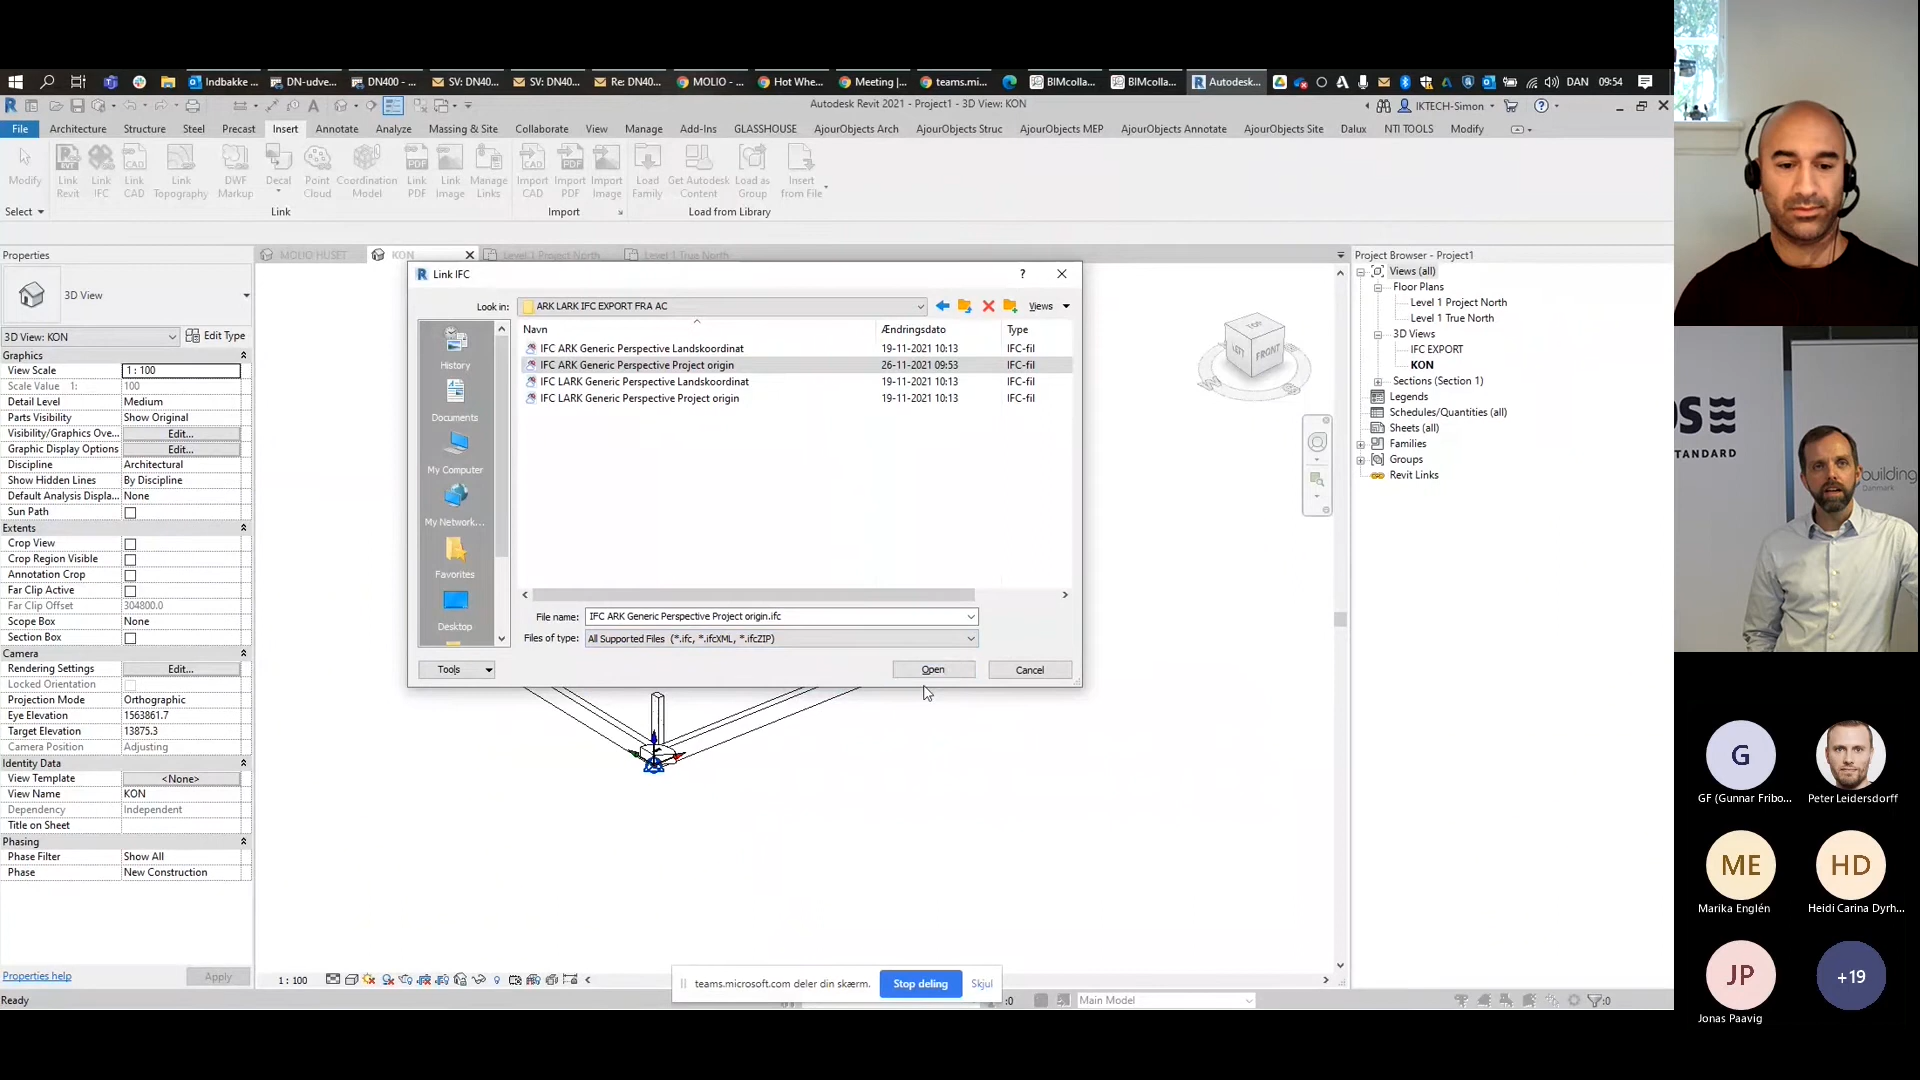 Indbakke ...
DN-udve...
DN400 - ...
SV: DN40...
SV: DN40...
Re: DN40...
MOLIO - ...
Hot Whe...
Meeting |...
teams.mi...
BIMcolla...
BIMcolla...
Autodesk...
DAN
09:54
Autodesk Revit 2021 - Project1 - 3D View: KON
IKTECH-Simon
File
Architecture
Structure
Steel
Precast
Insert
Annotate
Analyze
Massing & Site
Collaborate
View
Manage
Add-Ins
GLASSHOUSE
AjourObjects Arch
AjourObjects Struc
AjourObjects MEP
AjourObjects Annotate
AjourObjects Site
Dalux
NTI TOOLS
Modify
Modify
Link Revit
Link IFC
Link CAD
Link Topography
DWF Markup
Decal
Point Cloud
Coordination Model
Link PDF
Link Image
Manage Links
Import CAD
Import PDF
Import Image
Load Family
Get Autodesk Content
Load as Group
Insert from File
Select
Link
Import
Load from Library
Properties
3D View
3D View: KON
Edit Type
Graphics
View Scale 1 : 100
Scale Value 1: 100
Detail Level Medium
Parts Visibility Show Original
Visibility/Graphics Ove... Edit...
Graphic Display Options Edit...
Discipline Architectural
Show Hidden Lines By Discipline
Default Analysis Displa... None
Sun Path
Extents
Crop View
Crop Region Visible
Annotation Crop
Far Clip Active
Far Clip Offset 304800.0
Scope Box None
Section Box
Camera
Rendering Settings Edit...
Locked Orientation
Projection Mode Orthographic
Eye Elevation 1563861.7
Target Elevation 13875.3
Camera Position Adjusting
Identity Data
View Template <None>
View Name KON
Dependency Independent
Title on Sheet
Phasing
Phase Filter Show All
Phase New Construction
Properties help
Apply
Ready
MOLIO HUSET
KON
Level 1 Project North
Level 1 True North
Link IFC
Look in: ARK LARK IFC EXPORT FRA AC
Views
Navn Ændringsdato Type
IFC ARK Generic Perspective Landskoordinat 19-11-2021 10:13 IFC-fil
IFC ARK Generic Perspective Project origin 26-11-2021 09:53 IFC-fil
IFC LARK Generic Perspective Landskoordinat 19-11-2021 10:13 IFC-fil
IFC LARK Generic Perspective Project origin 19-11-2021 10:13 IFC-fil
History
Documents
My Computer
My Network...
Favorites
Desktop
File name: IFC ARK Generic Perspective Project origin.ifc
Files of type: All Supported Files (*.ifc, *.ifcXML, *.ifcZIP)
Tools
Open
Cancel
TOP
LEFT
FRONT
1 : 100
teams.microsoft.com deler din skærm.
Stop deling
Skjul
:0
Main Model
:0
Project Browser - Project1
Views (all)
Floor Plans
Level 1 Project North
Level 1 True North
3D Views
IFC EXPORT
KON
Sections (Section 1)
Legends
Schedules/Quantities (all)
Sheets (all)
Families
Groups
Revit Links
STANDARD
building
Danmark
G
GF (Gunnar Fribo...
Peter Leidersdorff
ME
Marika Englén
HD
Heidi Carina Dyrh...
JP
Jonas Paavig
+19